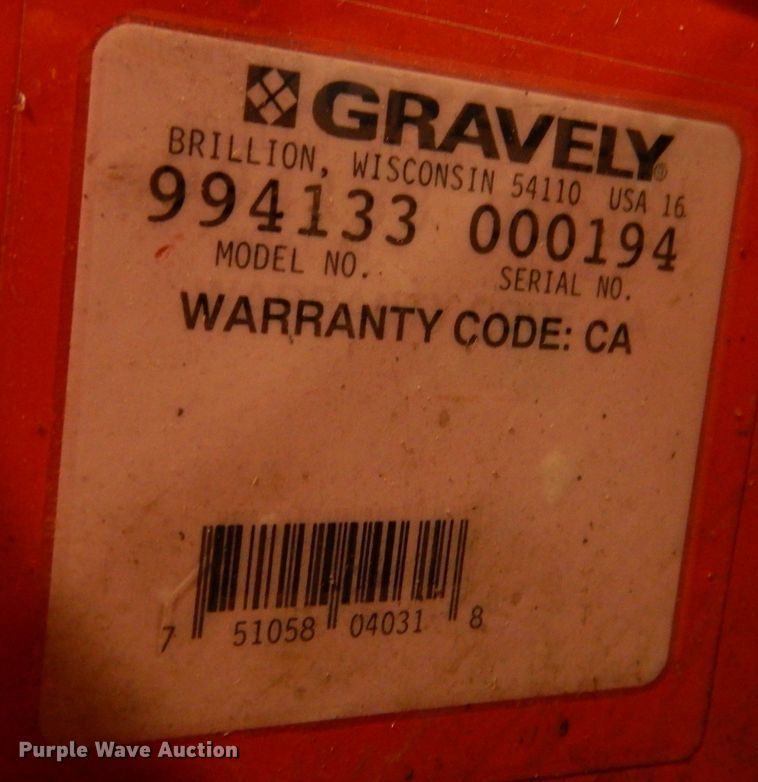 GRAVELY®
BRILLION, WISCONSIN 54110 USA 16
994133 000194
MODEL NO. SERIAL NO.
WARRANTY CODE: CA
7 51058 04031 8
Purple Wave Auction